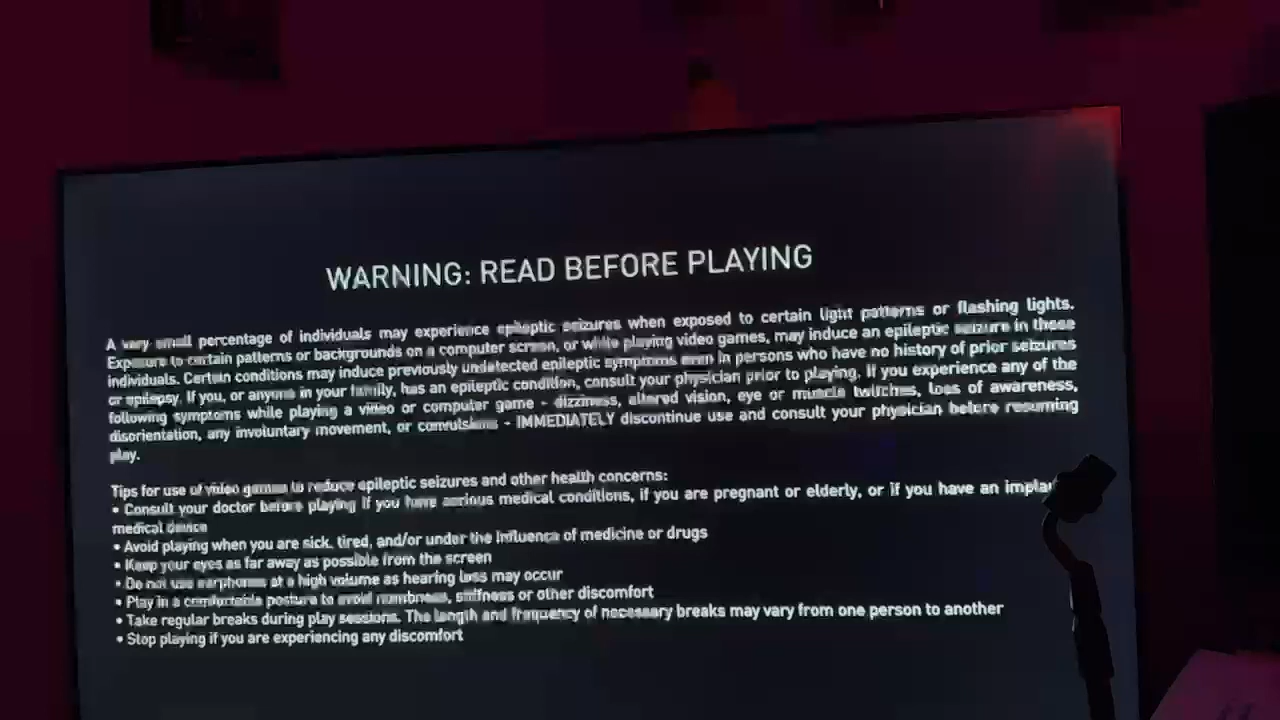 WARNING: READ BEFORE PLAYING
A very small percentage of individuals may experience epileptic seizures when exposed to certain light patterns or flashing lights.
Exposure to certain patterns or backgrounds on a computer screen, or while playing video games, may induce an epileptic seizure in these
individuals. Certain conditions may induce previously undetected epileptic symptoms even in persons who have no history of prior seizures
or epilepsy. If you, or anyone in your family, has an epileptic condition, consult your physician prior to playing. If you experience any of the
following symptoms while playing a video or computer game - dizziness, altered vision, eye or muscle twitches, loss of awareness,
disorientation, any involuntary movement, or convulsions - IMMEDIATELY discontinue use and consult your physician before resuming
play.
Tips for use of video games to reduce epileptic seizures and other health concerns:
• Consult your doctor before playing if you have serious medical conditions, if you are pregnant or elderly, or if you have an impla
medical device
• Avoid playing when you are sick, tired, and/or under the influence of medicine or drugs
• Keep your eyes as far away as possible from the screen
• Do not use earphones at a high volume as hearing loss may occur
• Play in a comfortable posture to avoid numbness, stiffness or other discomfort
• Take regular breaks during play sessions. The length and frequency of necessary breaks may vary from one person to another
• Stop playing if you are experiencing any discomfort